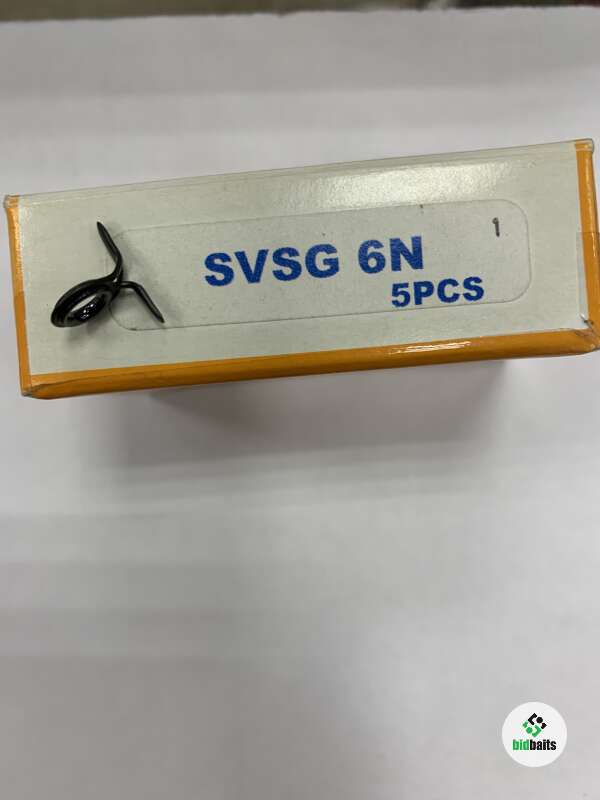 SVSG 6N
1
5PCS
bidbaits